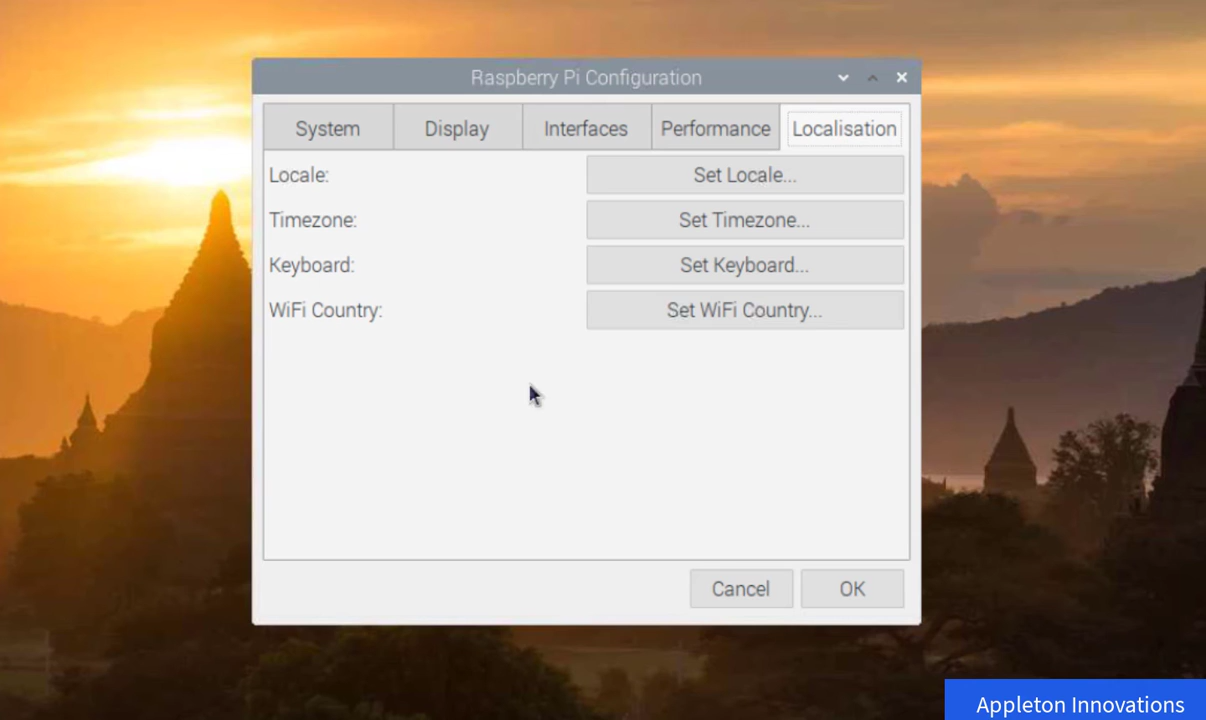 Raspberry Pi Configuration
System Display Interfaces Performance Localisation
Locale: Set Locale...
Timezone: Set Timezone...
Keyboard: Set Keyboard...
WiFi Country: Set WiFi Country...
Cancel OK
Appleton Innovations